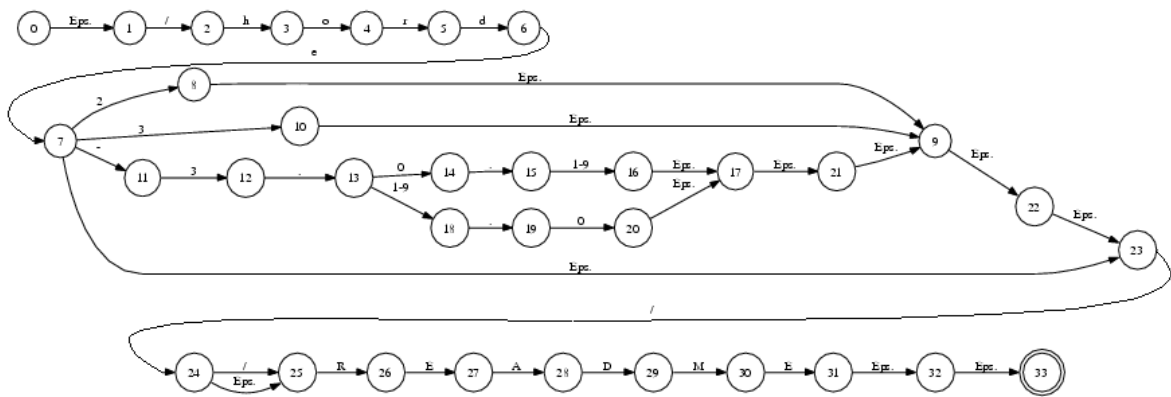 0 Eps. 1 / 2 h 3 o 4 r 5 d 6
e
2 8 Eps.
7 3 10 Eps. 9
- 11 3 12 . 13 0 14 . 15 1-9 16 Eps. 17 Eps. 21 Eps. Eps.
1-9 18 . 19 0 20 Eps. 22 Eps.
Eps. 23
/
24 / 25 R 26 E 27 A 28 D 29 M 30 E 31 Eps. 32 Eps. 33
Eps.